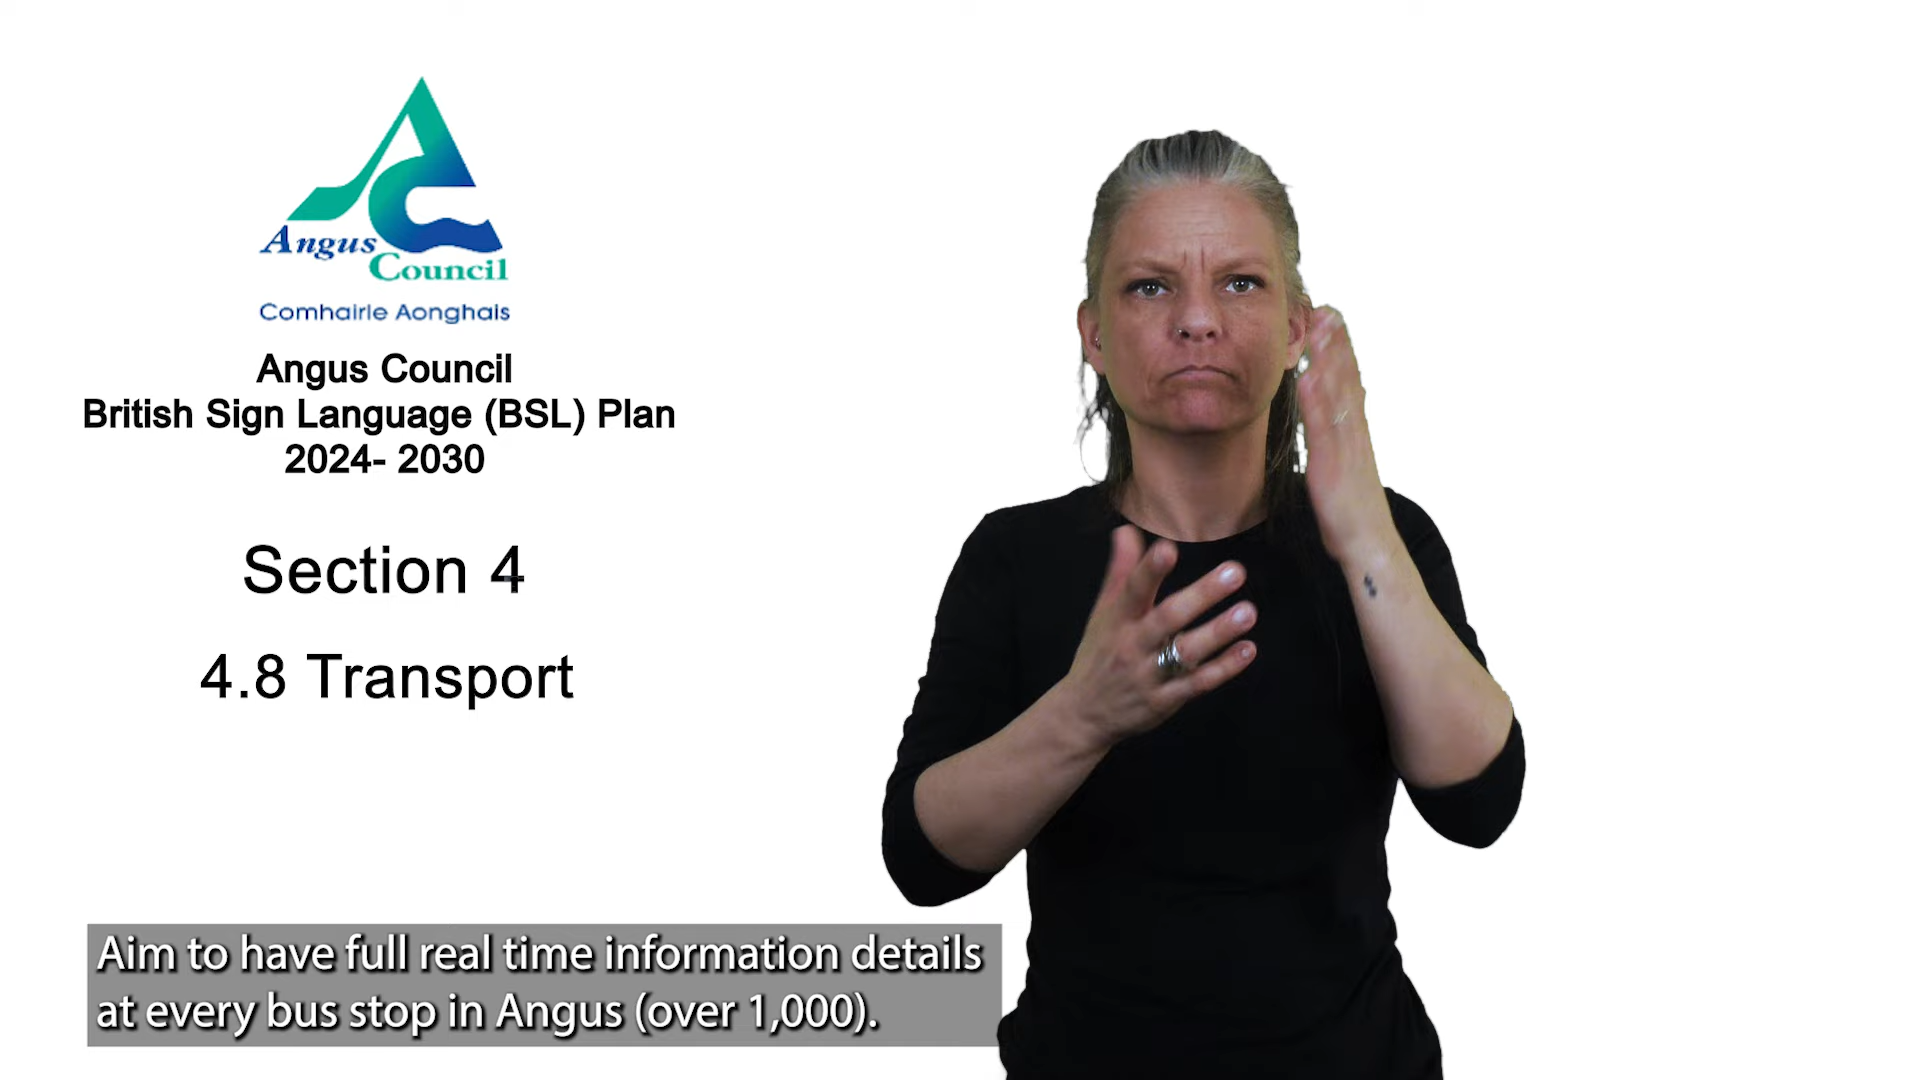 Angus
Council
Comhairle Aonghais
Angus Council
British Sign Language (BSL) Plan
2024- 2030
Section 4
4.8 Transport
Aim to have full real time information details
at every bus stop in Angus (over 1,000).